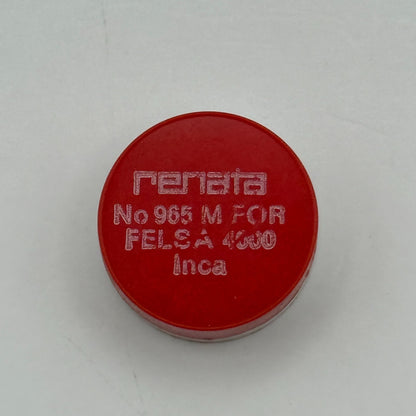 renata
No 965 M FOR
FELSA 4000
Inca